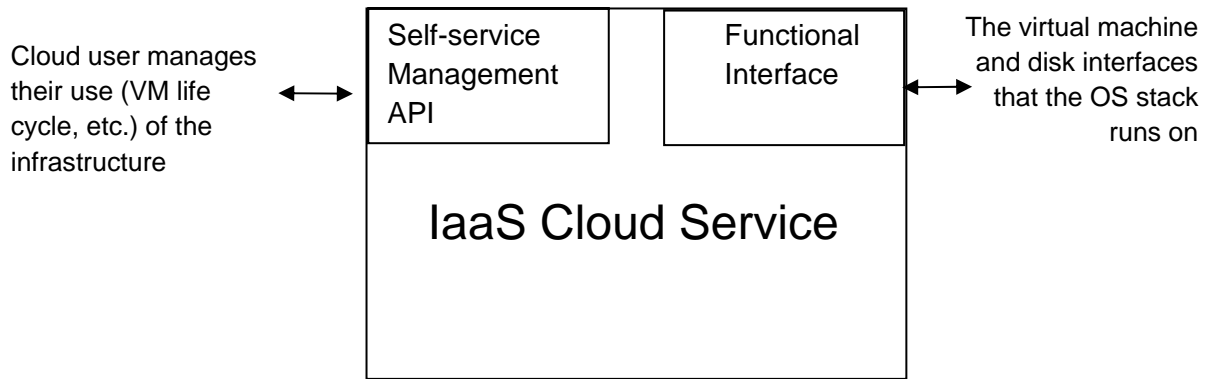 Cloud user manages
their use (VM life
cycle, etc.) of the
infrastructure
Self-service
Management
API
Functional
Interface
The virtual machine
and disk interfaces
that the OS stack
runs on
IaaS Cloud Service